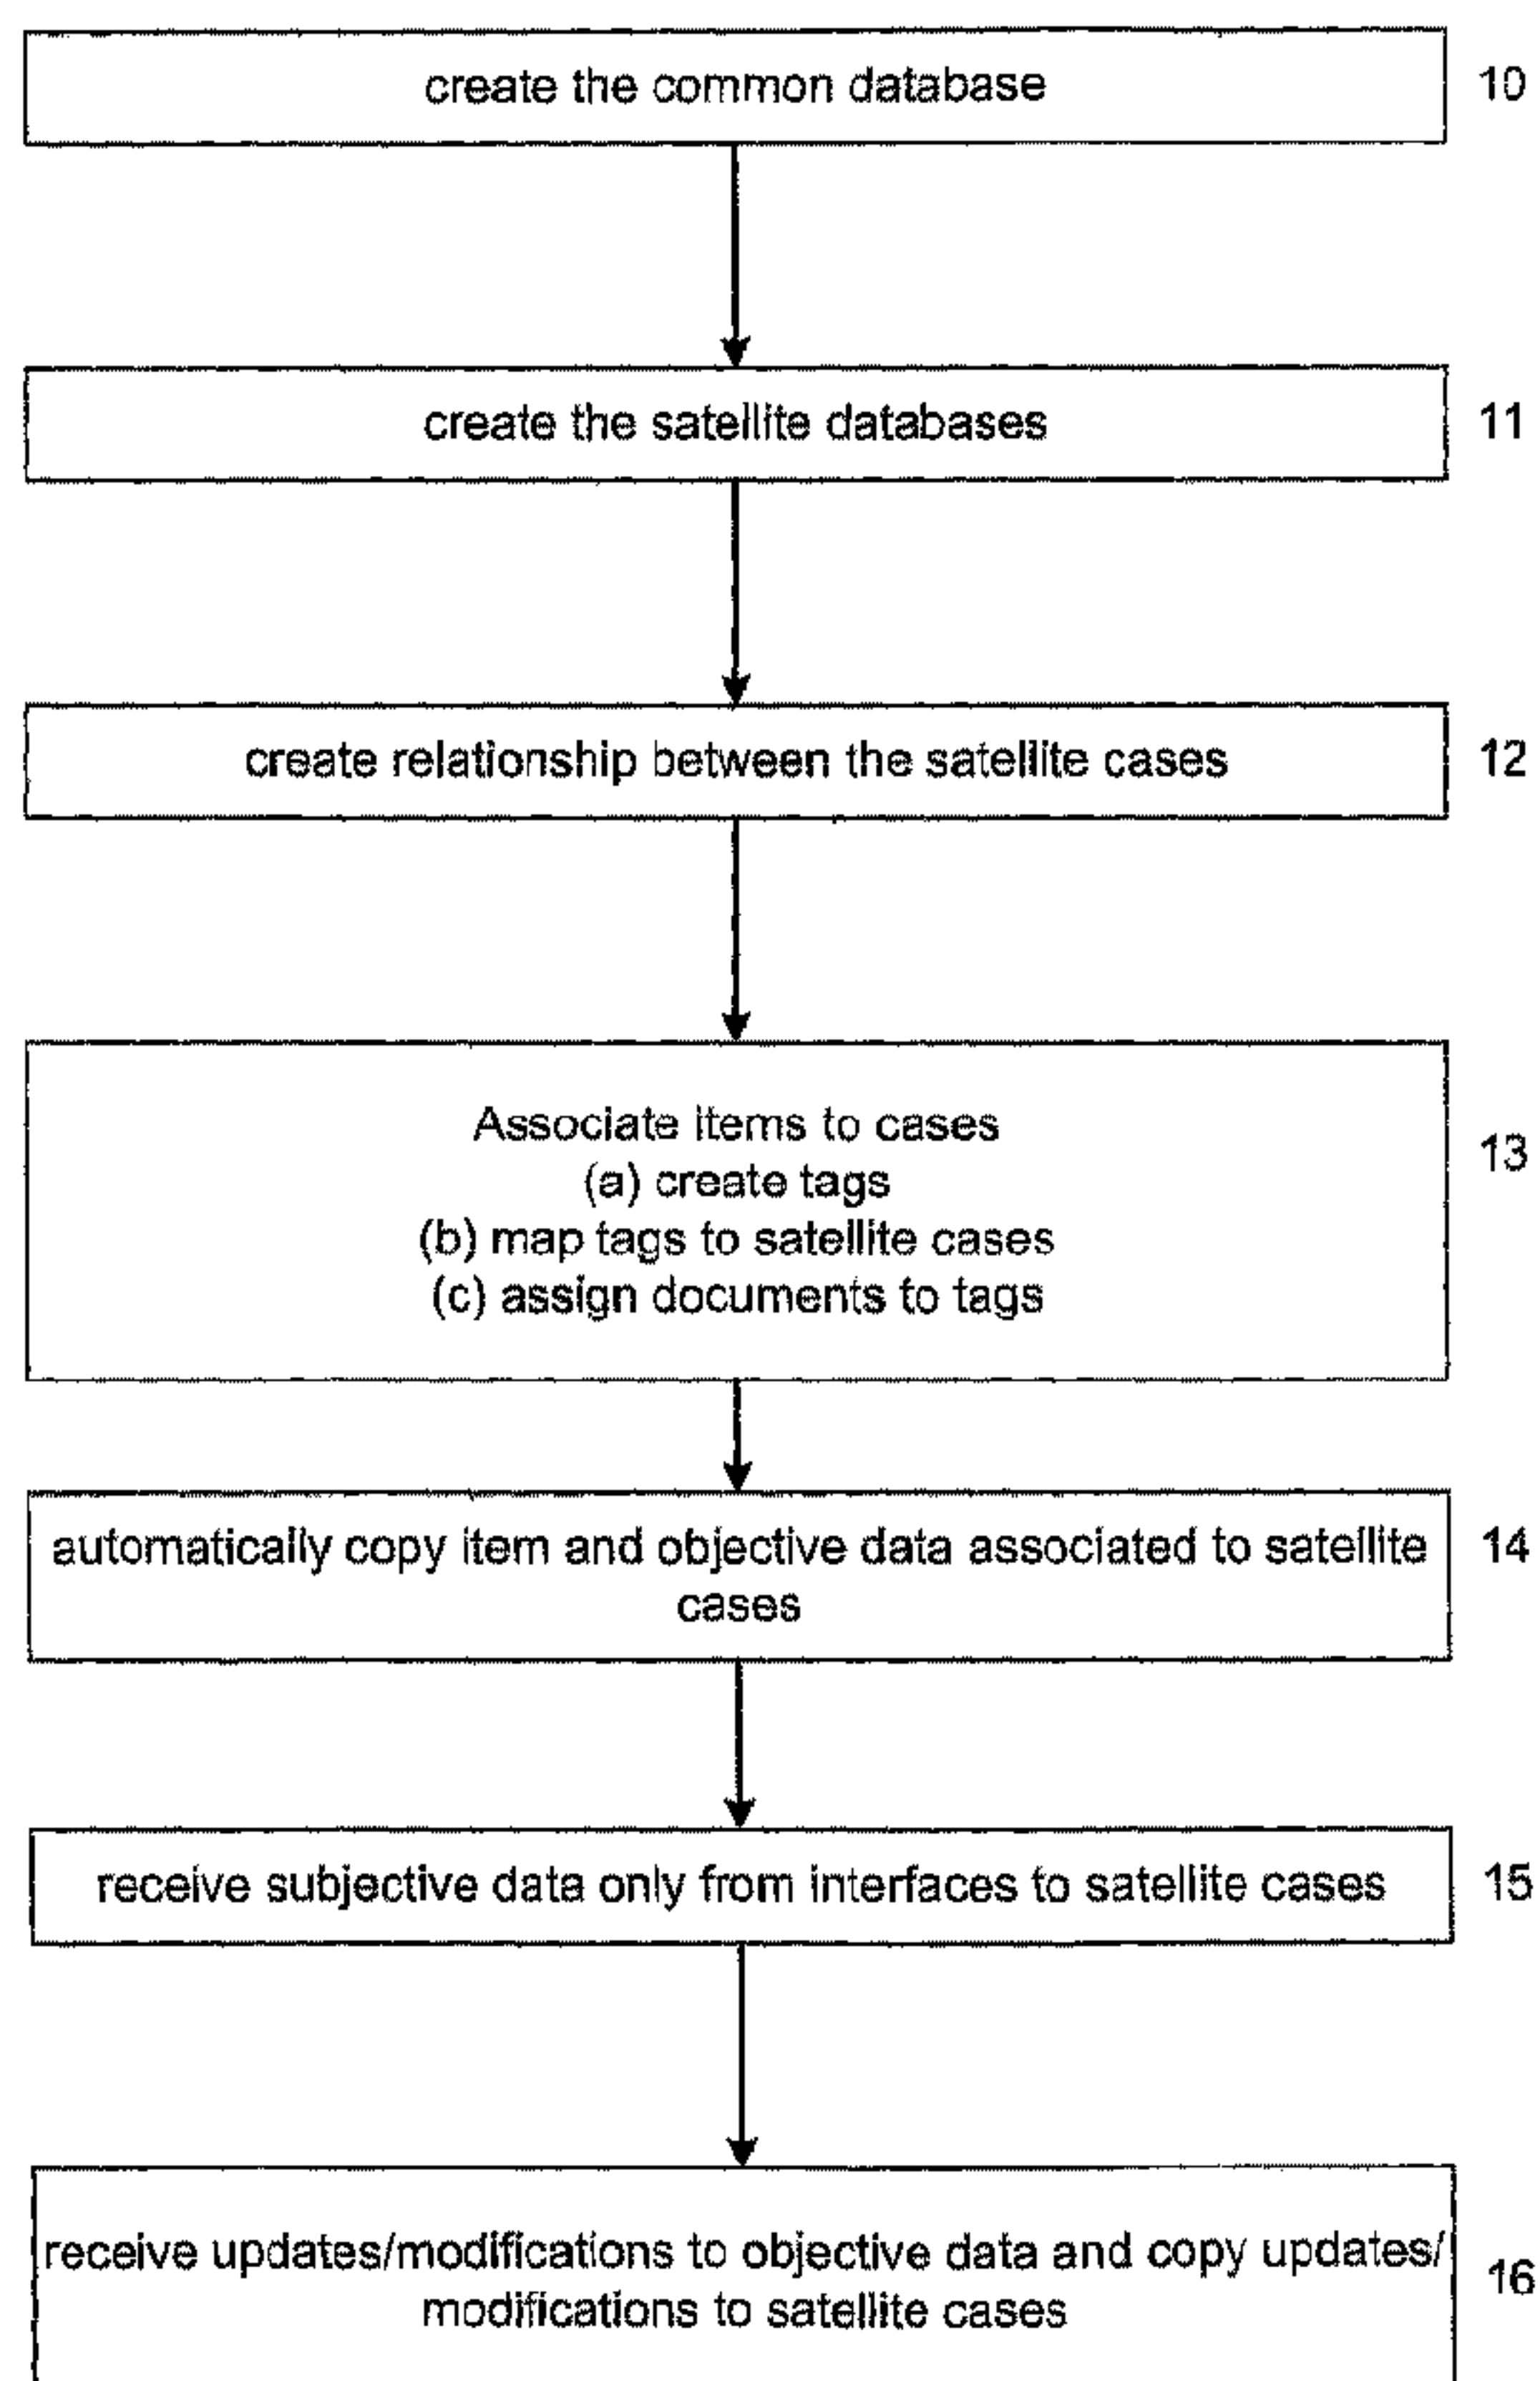 create the common database 10
create the satellite databases 11
create relationship between the satellite cases 12
Associate items to cases 13
(a) create tags
(b) map tags to satellite cases
(c) assign documents to tags
automatically copy item and objective data associated to satellite 14
cases
receive subjective data only from interfaces to satellite cases 15
receive updates/modifications to objective data and copy updates/ 16
modifications to satellite cases